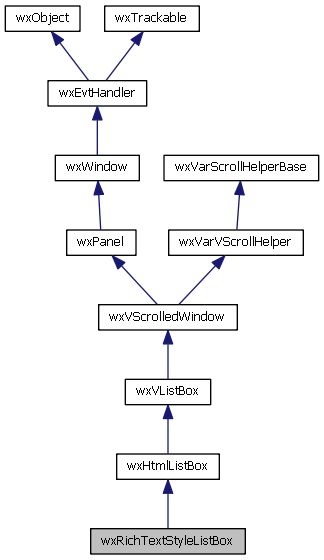 wxObject
wxTrackable
wxEvtHandler
wxWindow
wxVarScrollHelperBase
wxPanel
wxVarVScrollHelper
wxVScrolledWindow
wxVListBox
wxHtmlListBox
wxRichTextStyleListBox